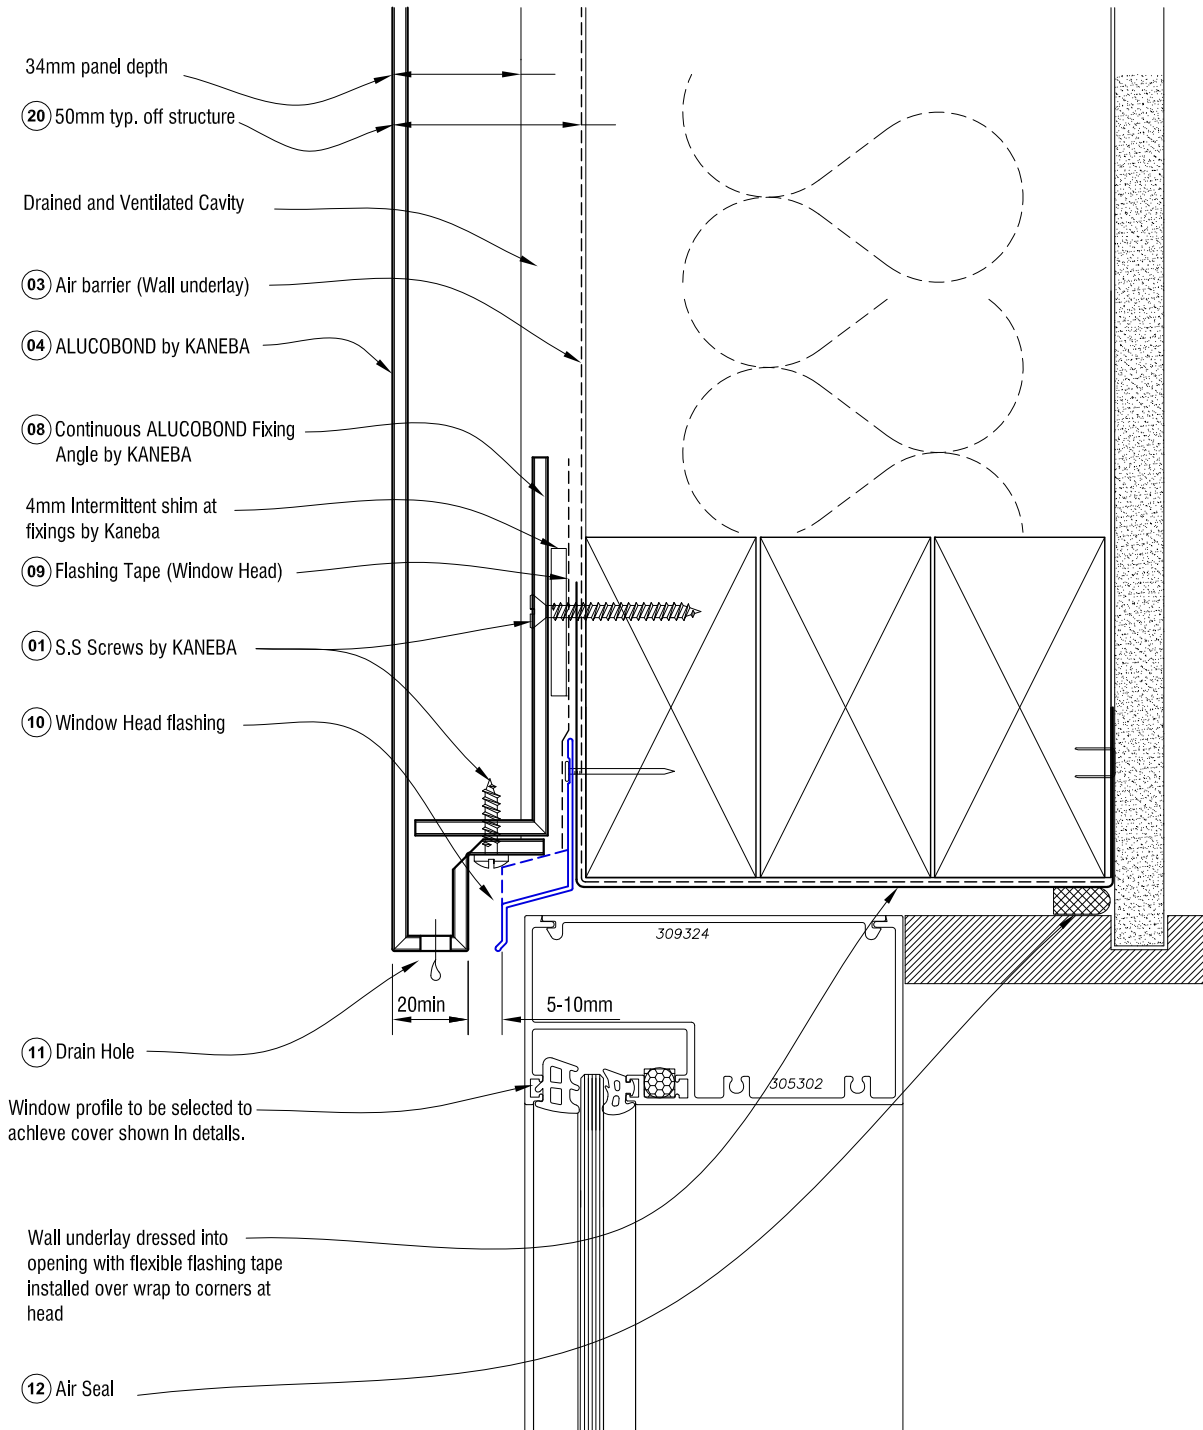 34mm panel depth
20 50mm typ. off structure
Drained and Ventilated Cavity
03 Air barrier (Wall underlay)
04 ALUCOBOND by KANEBA
08 Continuous ALUCOBOND Fixing
Angle by KANEBA
4mm Intermittent shim at
fixings by Kaneba
09 Flashing Tape (Window Head)
01 S.S Screws by KANEBA
10 Window Head flashing
309324
20min
5-10mm
11 Drain Hole
305302
Window profile to be selected to
achieve cover shown in details.
Wall underlay dressed into
opening with flexible flashing tape
installed over wrap to corners at
head
12 Air Seal